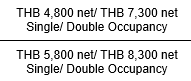 THB 4,800 net/ THB 7,300 net
Single/ Double Occupancy
THB 5,800 net/ THB 8,300 net
Single/ Double Occupancy